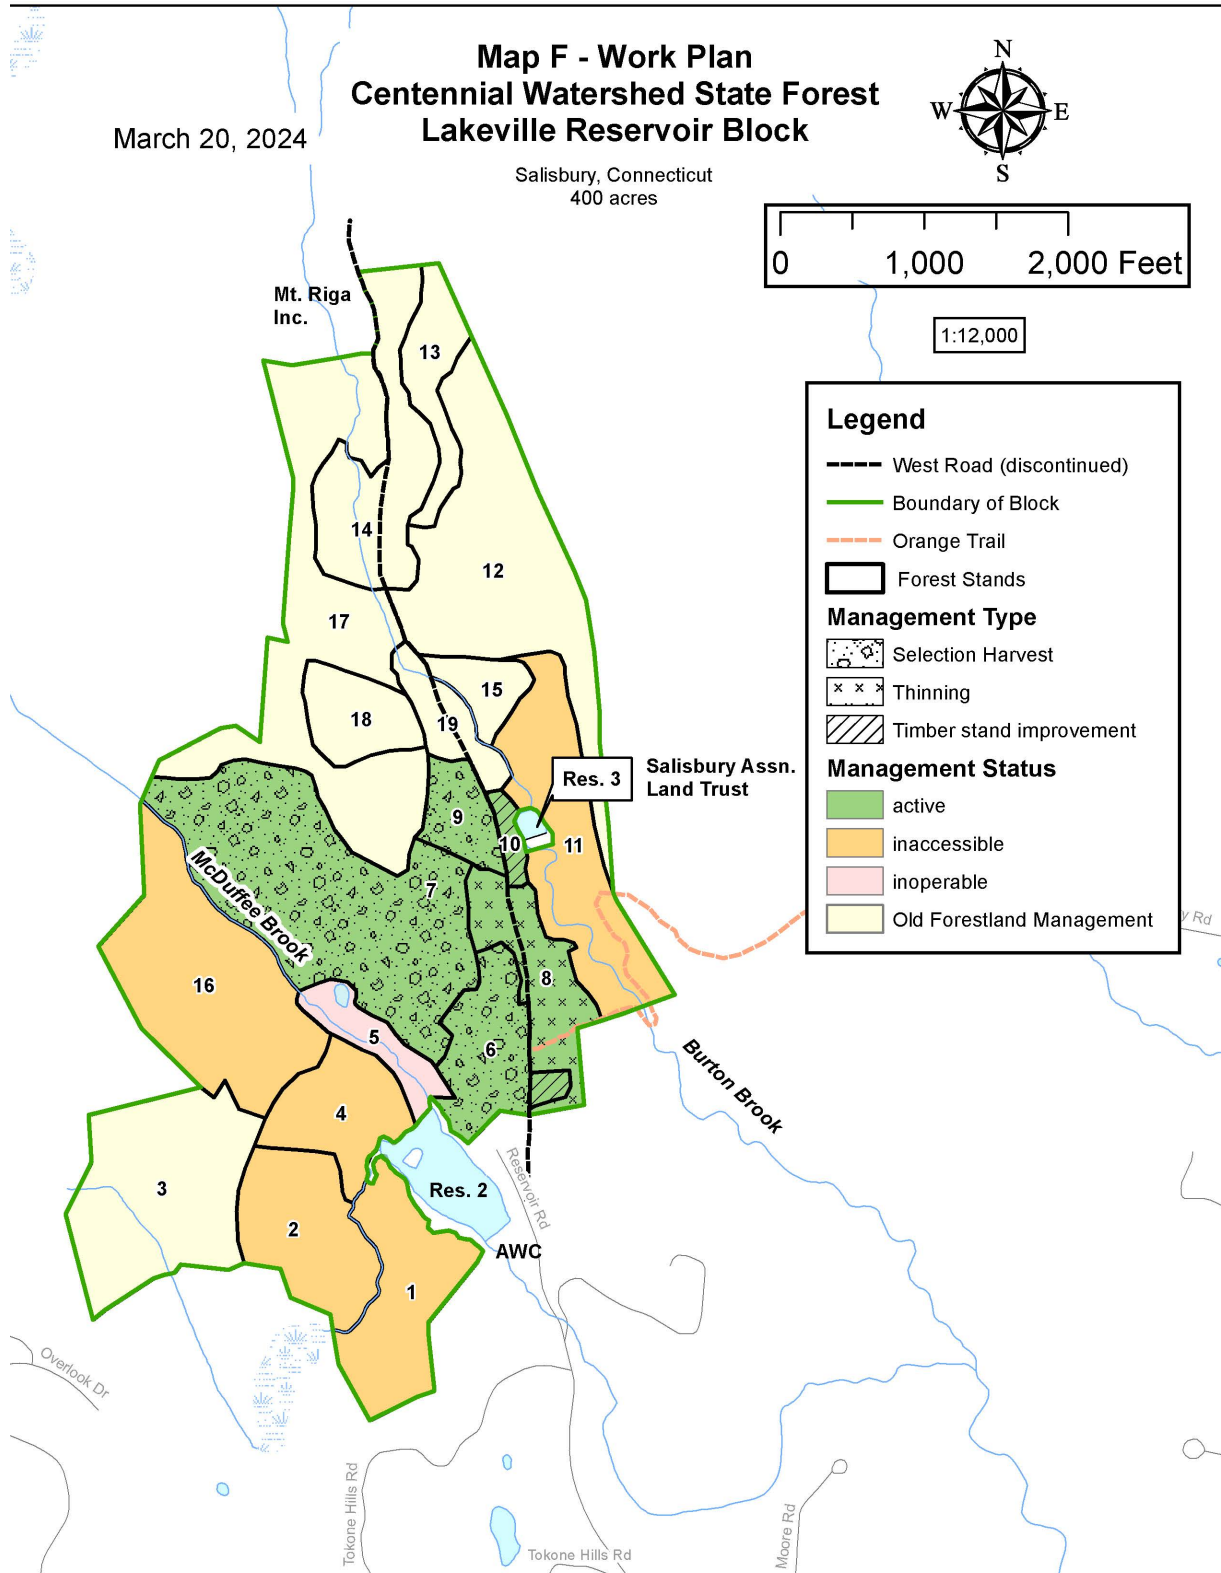 Map F - Work Plan
Centennial Watershed State Forest
Lakeville Reservoir Block
March 20, 2024
Salisbury, Connecticut
400 acres
N
W
E
S
0
1,000
2,000 Feet
1:12,000
Mt. Riga
Inc.
Legend
West Road (discontinued)
Boundary of Block
Orange Trail
Forest Stands
Management Type
Selection Harvest
Thinning
Timber stand improvement
Management Status
active
inaccessible
inoperable
Old Forestland Management
13
14
12
17
15
18
19
Res. 3
Salisbury Assn.
Land Trust
9
10
11
7
McDuffee Brook
8
16
5
6
4
Burton Brook
3
2
1
Res. 2
AWC
Reservoir Rd
y Rd
Overlook Dr
Tokone Hills Rd
Tokone Hills Rd
Moore Rd